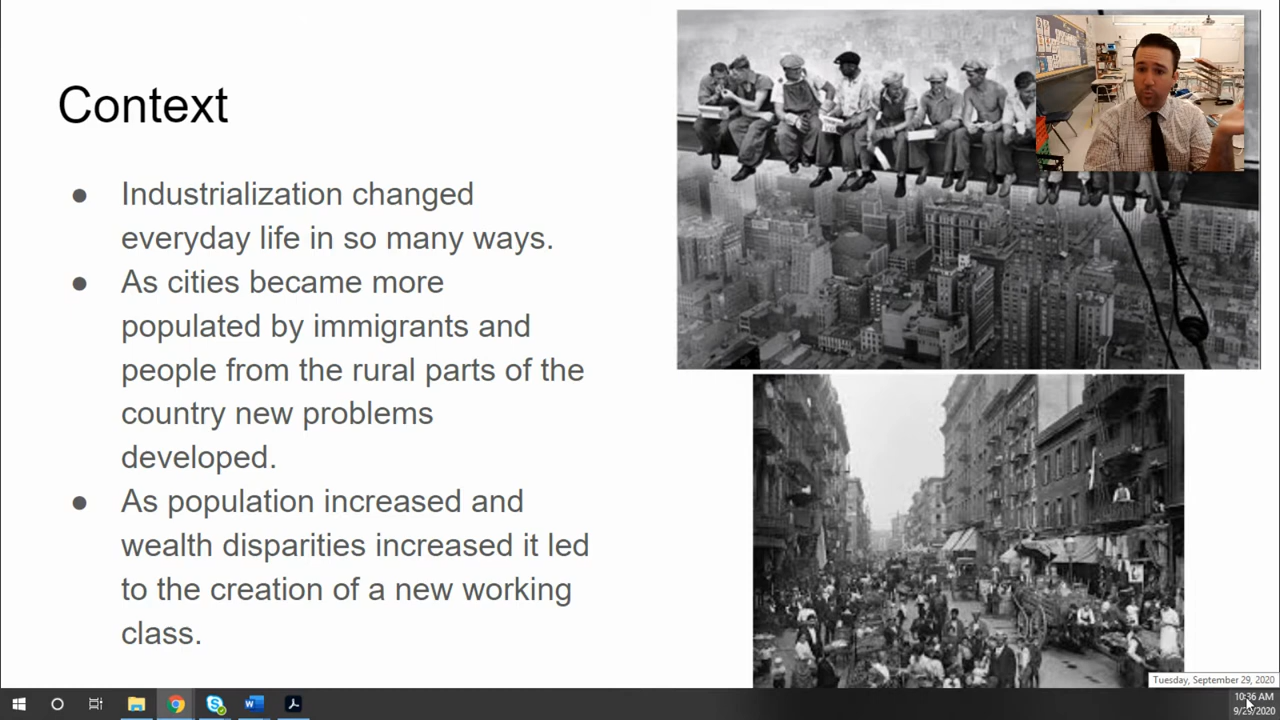 Context
● Industrialization changed
everyday life in so many ways.
● As cities became more
populated by immigrants and
people from the rural parts of the
country new problems
developed.
● As population increased and
wealth disparities increased it led
to the creation of a new working
class.
Tuesday, September 29, 2020
10:36 AM
9/29/2020